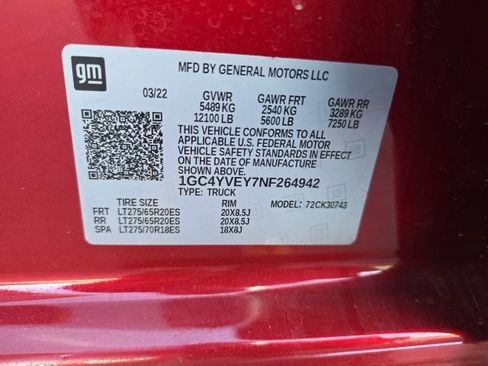 gm
MFD BY GENERAL MOTORS LLC
03/22 GVWR GAWR FRT GAWR RR
5489 KG 2540 KG 3289 KG
12100 LB 5600 LB 7250 LB
THIS VEHICLE CONFORMS TO ALL
APPLICABLE U.S. FEDERAL MOTOR
VEHICLE SAFETY STANDARDS IN EFFECT
ON THE DATE OF MANUFACTURE
SHOWN ABOVE.
1GC4YVEY7NF264942
TYPE: TRUCK
TIRE SIZE RIM MODEL: 72CK30743
FRT LT275/65R20ES 20X8.5J
RR LT275/65R20ES 20X8.5J
SPA LT275/70R18ES 18X8J